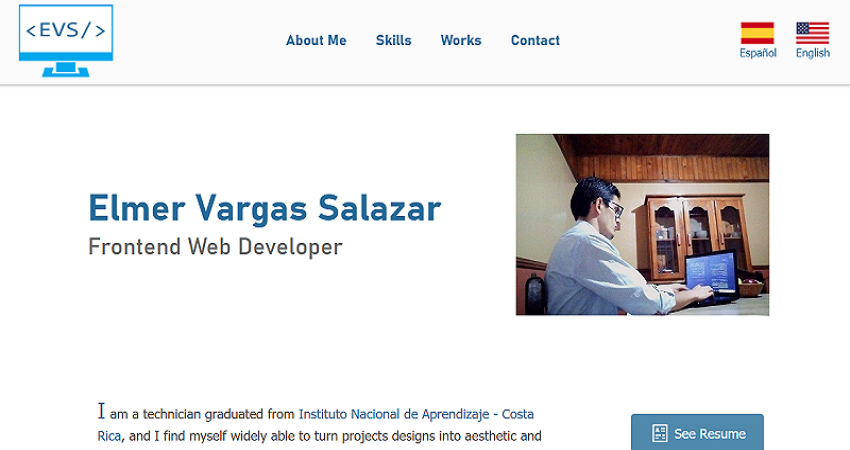 <EVS/>
About Me Skills Works Contact
Español English
Elmer Vargas Salazar
Frontend Web Developer
I am a technician graduated from Instituto Nacional de Aprendizaje - Costa
Rica, and I find myself widely able to turn projects designs into aesthetic and
See Resume